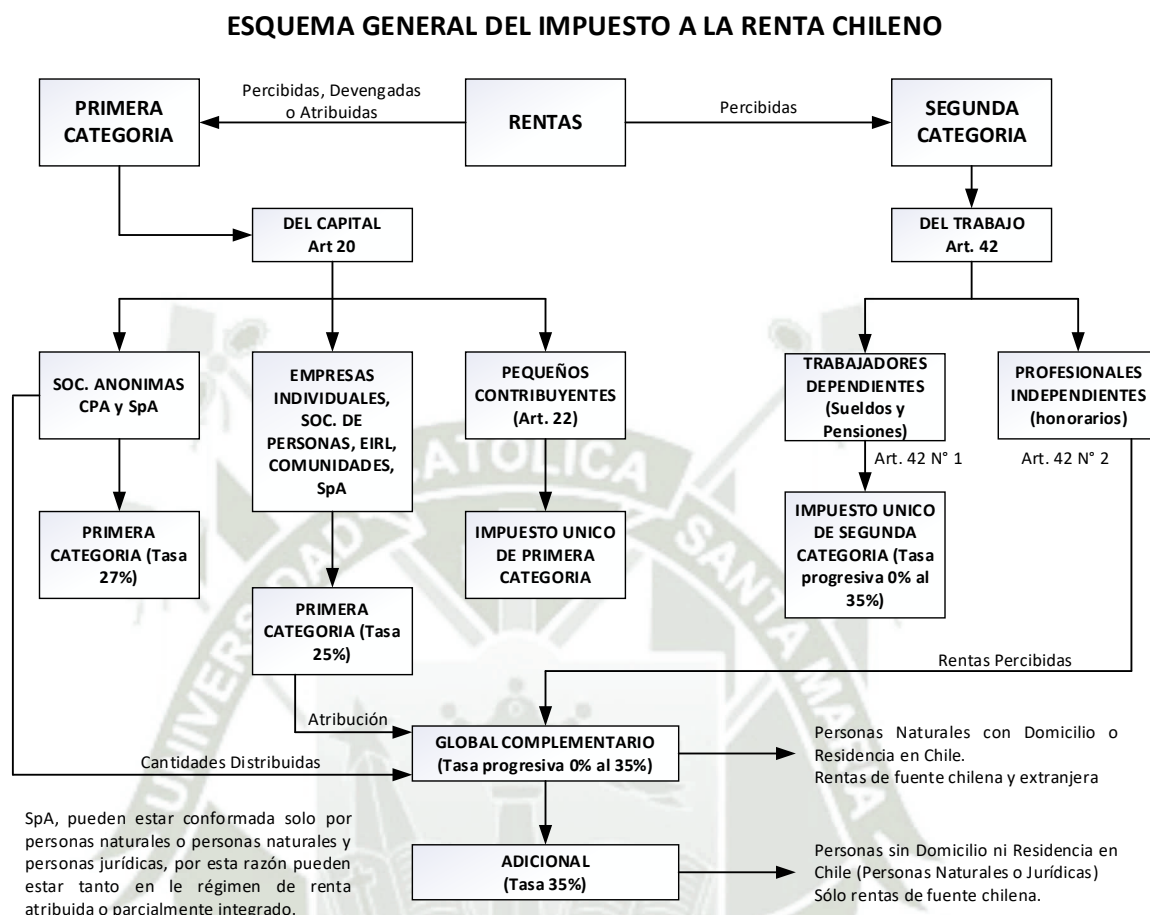 ESQUEMA GENERAL DEL IMPUESTO A LA RENTA CHILENO
PRIMERA
CATEGORIA
Percibidas, Devengadas
o Atribuidas
RENTAS
Percibidas
SEGUNDA
CATEGORIA
DEL CAPITAL
Art 20
DEL TRABAJO
Art. 42
SOC. ANONIMAS
CPA y SpA
EMPRESAS
INDIVIDUALES,
SOC. DE
PERSONAS, EIRL,
COMUNIDADES,
SpA
PEQUEÑOS
CONTRIBUYENTES
(Art. 22)
TRABAJADORES
DEPENDIENTES
(Sueldos y
Pensiones)
PROFESIONALES
INDEPENDIENTES
(honorarios)
Art. 42 N° 1
Art. 42 N° 2
PRIMERA
CATEGORIA (Tasa
27%)
IMPUESTO UNICO
DE PRIMERA
CATEGORIA
IMPUESTO UNICO
DE SEGUNDA
CATEGORIA (Tasa
progresiva 0% al
35%)
PRIMERA
CATEGORIA (Tasa
25%)
Rentas Percibidas
Atribución
Cantidades Distribuidas
GLOBAL COMPLEMENTARIO
(Tasa progresiva 0% al 35%)
Personas Naturales con Domicilio o
Residencia en Chile.
Rentas de fuente chilena y extranjera
SpA, pueden estar conformada solo por
personas naturales o personas naturales y
personas jurídicas, por esta razón pueden
estar tanto en le régimen de renta
atribuida o parcialmente integrado.
ADICIONAL
(Tasa 35%)
Personas sin Domicilio ni Residencia en
Chile (Personas Naturales o Jurídicas)
Sólo rentas de fuente chilena.
UNIVERSIDAD CATOLICA SANTA MARIA